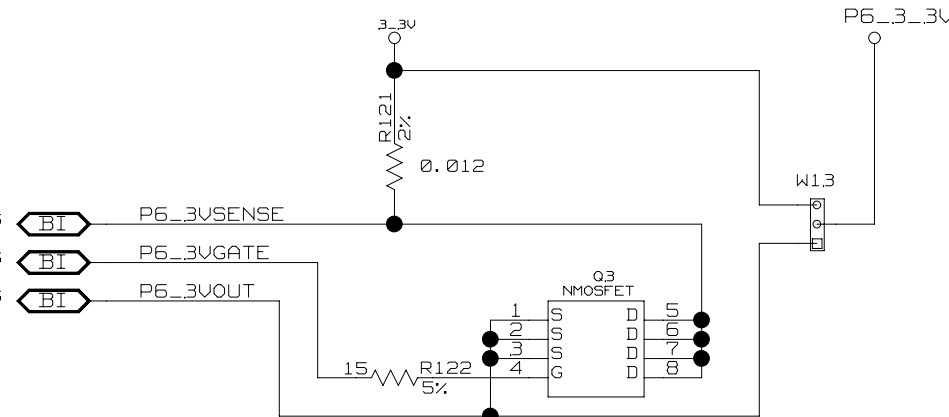 P6_3_3V
3_3V
R121
2%
0.012
W13
BI P6_3VSENSE
BI P6_3VGATE
BI P6_3VOUT
Q3
NMOSFET
1 S D 5
2 S D 6
3 S D 7
4 G D 8
15 R122
5%